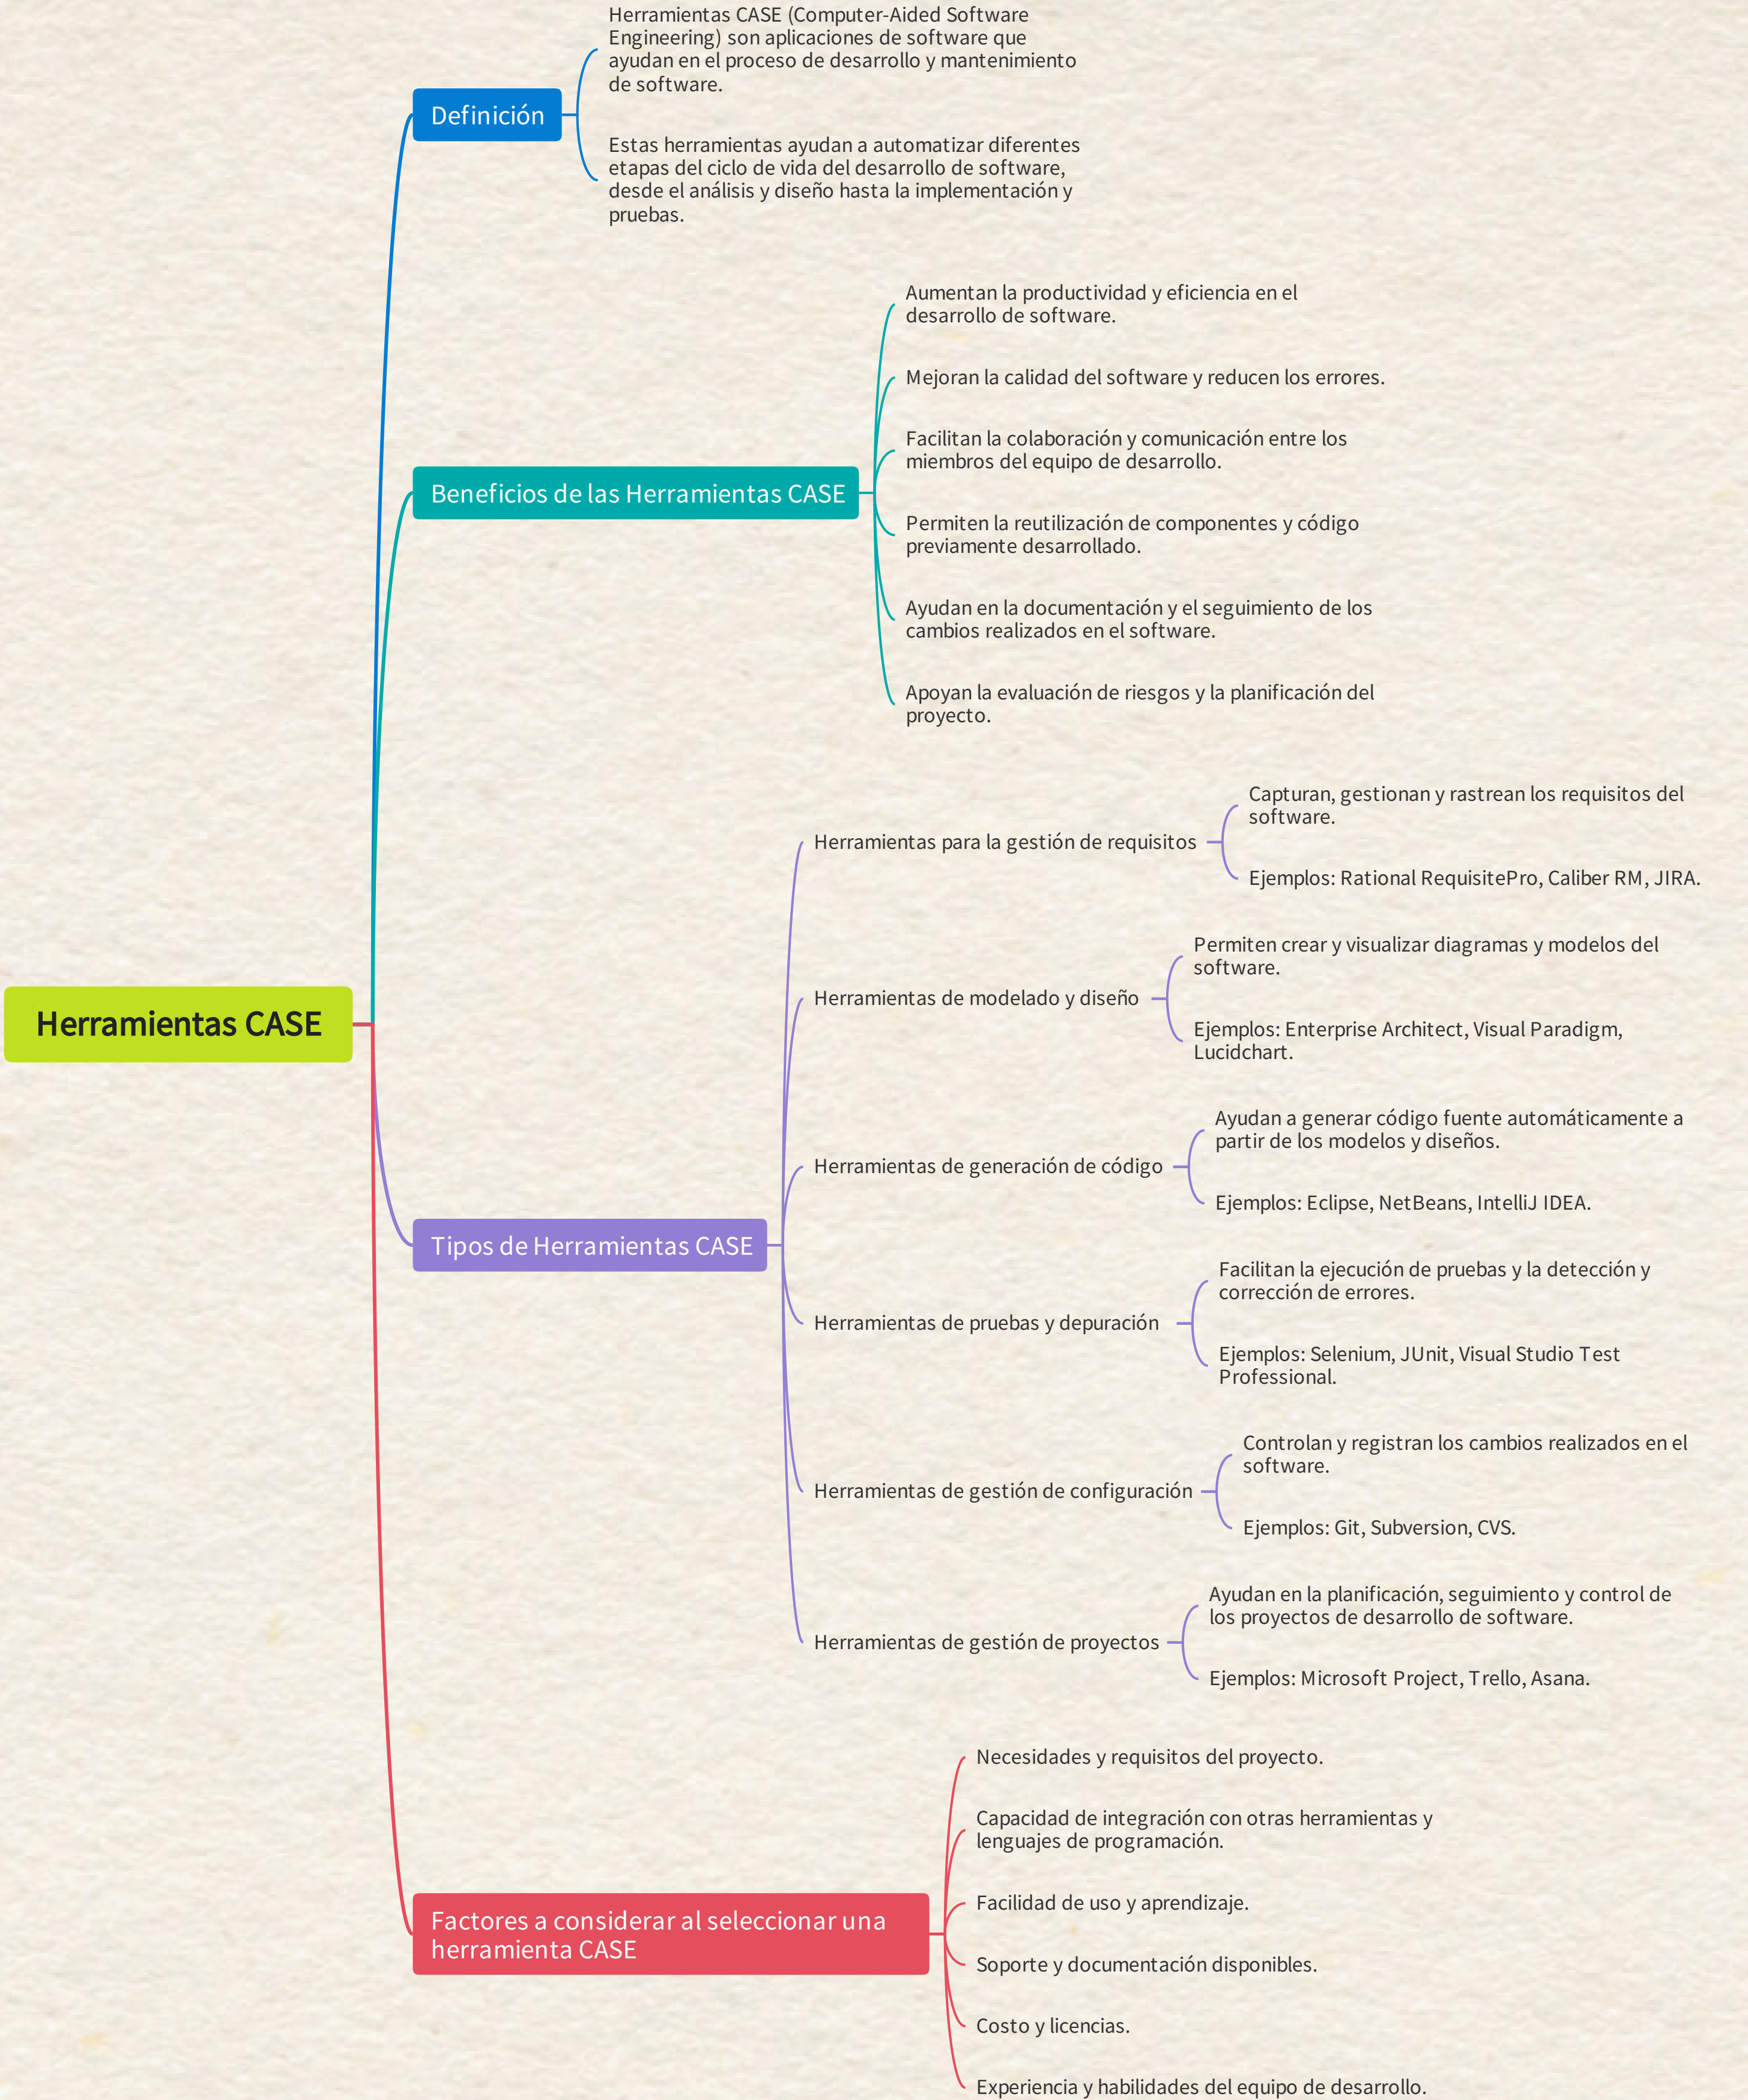 Herramientas CASE (Computer-Aided Software
Engineering) son aplicaciones de software que
ayudan en el proceso de desarrollo y mantenimiento
de software.
Definición
Estas herramientas ayudan a automatizar diferentes
etapas del ciclo de vida del desarrollo de software,
desde el análisis y diseño hasta la implementación y
pruebas.
Aumentan la productividad y eficiencia en el
desarrollo de software.
Mejoran la calidad del software y reducen los errores.
Facilitan la colaboración y comunicación entre los
miembros del equipo de desarrollo.
Beneficios de las Herramientas CASE
Permiten la reutilización de componentes y código
previamente desarrollado.
Ayudan en la documentación y el seguimiento de los
cambios realizados en el software.
Apoyan la evaluación de riesgos y la planificación del
proyecto.
Capturan, gestionan y rastrean los requisitos del
software.
Herramientas para la gestión de requisitos
Ejemplos: Rational RequisitePro, Caliber RM, JIRA.
Permiten crear y visualizar diagramas y modelos del
software.
Herramientas de modelado y diseño
Ejemplos: Enterprise Architect, Visual Paradigm,
Lucidchart.
Herramientas CASE
Ayudan a generar código fuente automáticamente a
partir de los modelos y diseños.
Herramientas de generación de código
Ejemplos: Eclipse, NetBeans, IntelliJ IDEA.
Tipos de Herramientas CASE
Facilitan la ejecución de pruebas y la detección y
corrección de errores.
Herramientas de pruebas y depuración
Ejemplos: Selenium, JUnit, Visual Studio Test
Professional.
Controlan y registran los cambios realizados en el
software.
Herramientas de gestión de configuración
Ejemplos: Git, Subversion, CVS.
Ayudan en la planificación, seguimiento y control de
los proyectos de desarrollo de software.
Herramientas de gestión de proyectos
Ejemplos: Microsoft Project, Trello, Asana.
Necesidades y requisitos del proyecto.
Capacidad de integración con otras herramientas y
lenguajes de programación.
Facilidad de uso y aprendizaje.
Factores a considerar al seleccionar una
herramienta CASE
Soporte y documentación disponibles.
Costo y licencias.
Experiencia y habilidades del equipo de desarrollo.